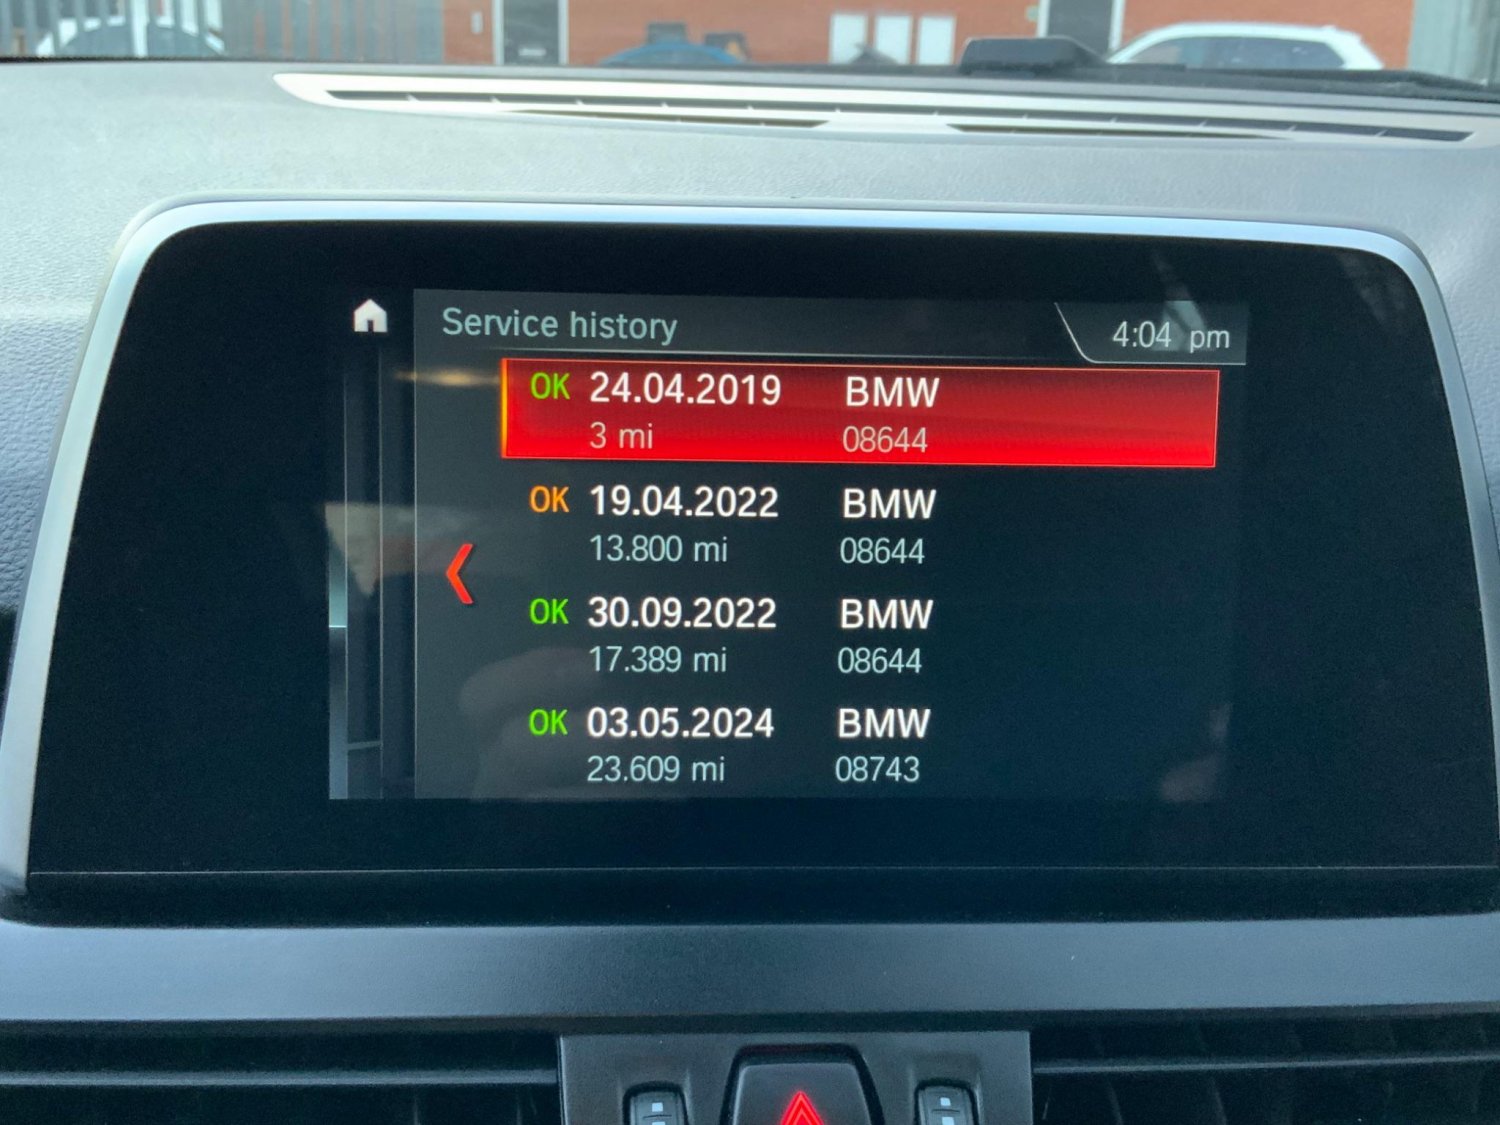 Service history
4:04 pm
OK 24.04.2019 BMW
3 mi 08644
OK 19.04.2022 BMW
13.800 mi 08644
OK 30.09.2022 BMW
17.389 mi 08644
OK 03.05.2024 BMW
23.609 mi 08743